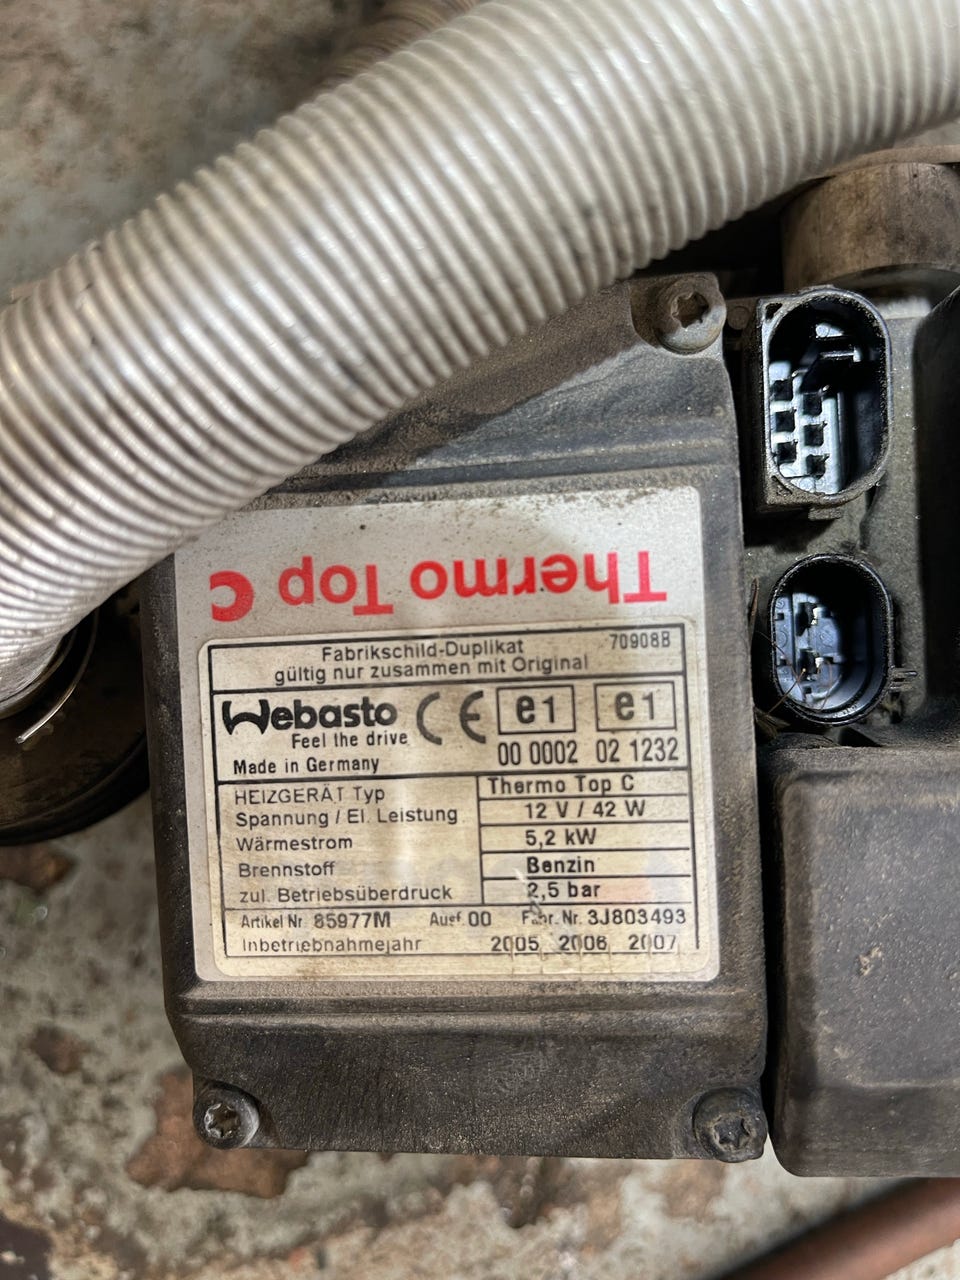 Thermo Top C
Fabrikschild-Duplikat 70908B
gültig nur zusammen mit Original
Webasto CE e1 e1
Feel the drive
Made in Germany 00 0002 02 1232
HEIZGERÄT Typ Thermo Top C
Spannung / El. Leistung 12 V / 42 W
Wärmestrom 5,2 kW
Brennstoff Benzin
zul. Betriebsüberdruck 2,5 bar
Artikel Nr. 85977M Ausf 00 Fabr. Nr. 3J803493
Inbetriebnahmejahr 2005 2006 2007